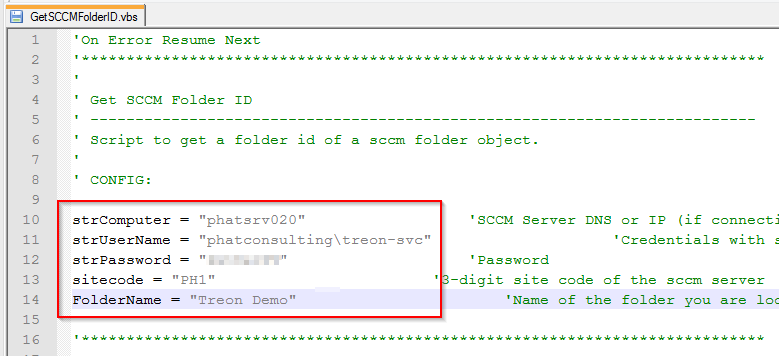 GetSCCMFolderID.vbs
1 'On Error Resume Next
2 '****************************************************************************
3 '
4 ' Get SCCM Folder ID
5 ' --------------------------------------------------------------------------
6 ' Script to get a folder id of a sccm folder object.
7 '
8 ' CONFIG:
9
10 strComputer = "phatsrv020" 'SCCM Server DNS or IP (if connecti
11 strUserName = "phatconsulting\treon-svc" 'Credentials with s
12 strPassword = " " 'Password
13 sitecode = "PH1" '3-digit site code of the sccm server
14 FolderName = "Treon Demo" 'Name of the folder you are loo
15
16 '****************************************************************************